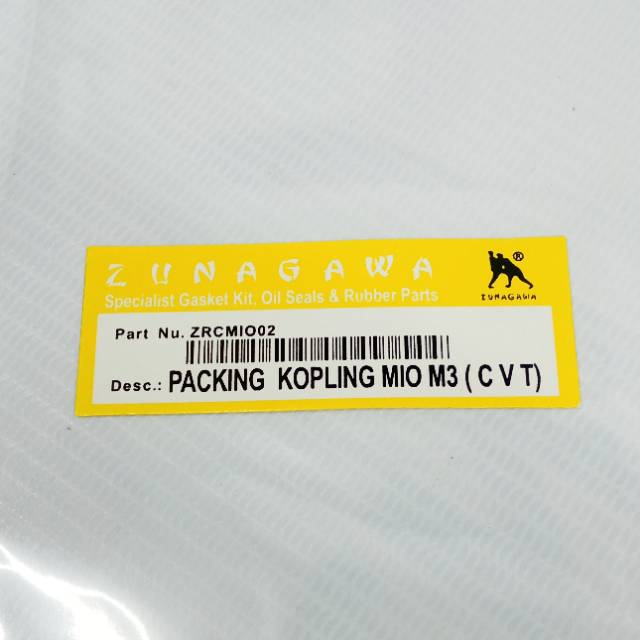 ZUNAGAWA
Specialist Gasket Kit, Oil Seals & Rubber Parts
®
ZUNAGAWA
Part Nu. ZRCMIO02
Desc.: PACKING KOPLING MIO M3 ( C V T)